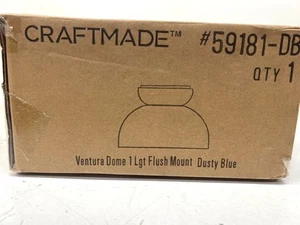 CRAFTMADE™ #59181-DB
QTY 1
Ventura Dome 1 Lgt Flush Mount Dusty Blue